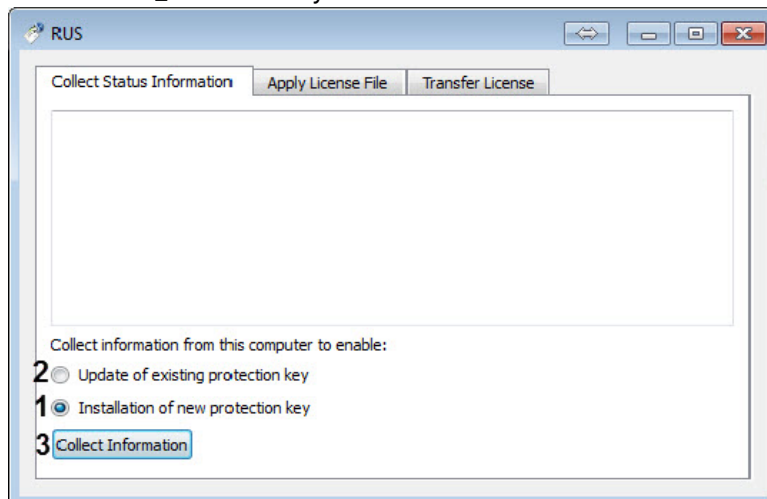 RUS
Collect Status Information Apply License File Transfer License
Collect information from this computer to enable:
2 Update of existing protection key
1 Installation of new protection key
3 Collect Information